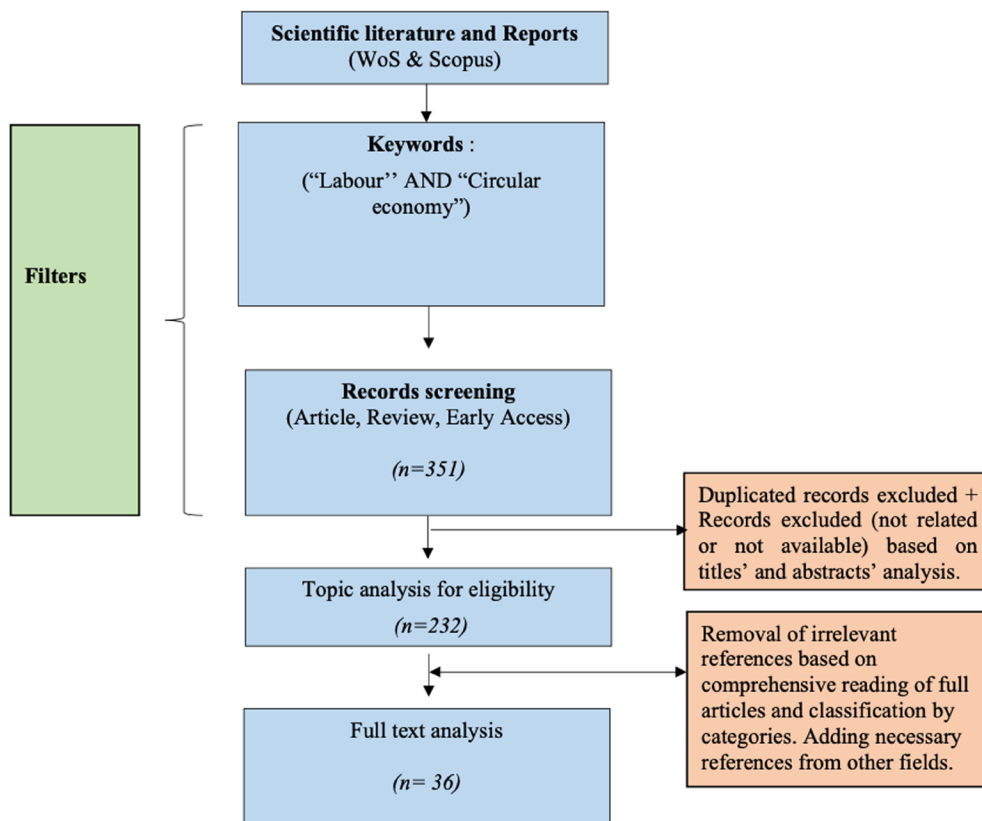 Scientific literature and Reports
(WoS & Scopus)
Filters
Keywords :
(“Labour’’ AND “Circular
economy”)
Records screening
(Article, Review, Early Access)
(n=351)
Duplicated records excluded +
Records excluded (not related
or not available) based on
titles’ and abstracts’ analysis.
Topic analysis for eligibility
(n=232)
Removal of irrelevant
references based on
comprehensive reading of full
articles and classification by
categories. Adding necessary
references from other fields.
Full text analysis
(n= 36)